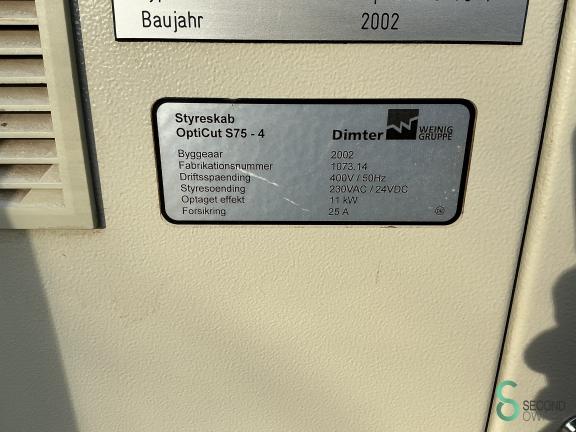 Baujahr 2002
Styreskab
OptiCut S75 - 4
Dimter WEINIG
GRUPPE
Byggeaar 2002
Fabrikationsnummer 1073.14
Driftsspaending 400V / 50Hz
Styresoending 230VAC / 24VDC
Optaget effekt 11 kW
Forsikring 25 A
SECOND